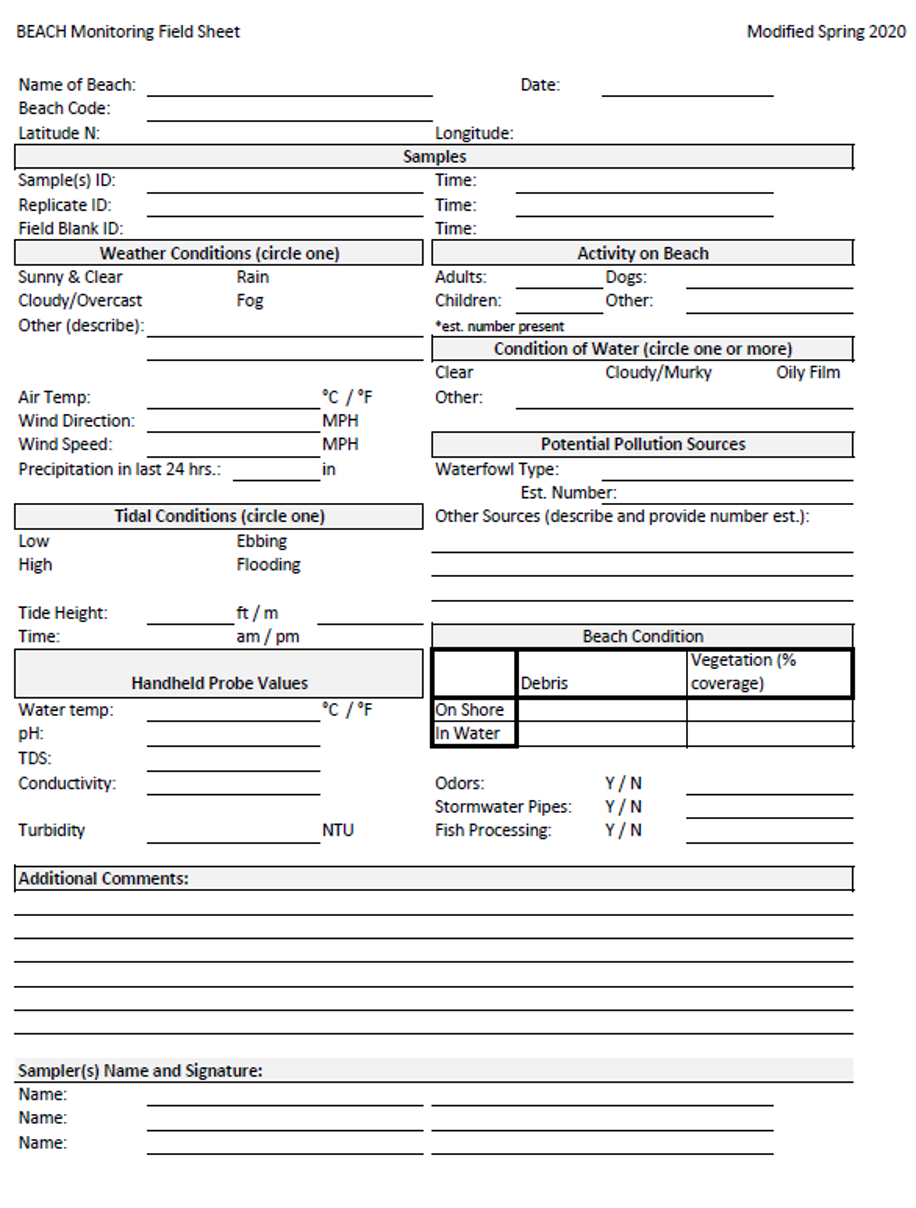 BEACH Monitoring Field Sheet Modified Spring 2020
Name of Beach: Date:
Beach Code:
Latitude N: Longitude:
Samples
Sample(s) ID: Time:
Replicate ID: Time:
Field Blank ID: Time:
Weather Conditions (circle one) Activity on Beach
Sunny & Clear Rain Adults: Dogs:
Cloudy/Overcast Fog Children: Other:
Other (describe): *est. number present
Condition of Water (circle one or more)
Clear Cloudy/Murky Oily Film
Air Temp: °C / °F Other:
Wind Direction: MPH
Wind Speed: MPH Potential Pollution Sources
Precipitation in last 24 hrs.: in Waterfowl Type:
Est. Number:
Tidal Conditions (circle one) Other Sources (describe and provide number est.):
Low Ebbing
High Flooding
Tide Height: ft / m
Time: am / pm Beach Condition
Vegetation (%
Handheld Probe Values Debris coverage)
Water temp: °C / °F On Shore
pH: In Water
TDS:
Conductivity: Odors: Y / N
Stormwater Pipes: Y / N
Turbidity NTU Fish Processing: Y / N
Additional Comments:
Sampler(s) Name and Signature:
Name:
Name:
Name: